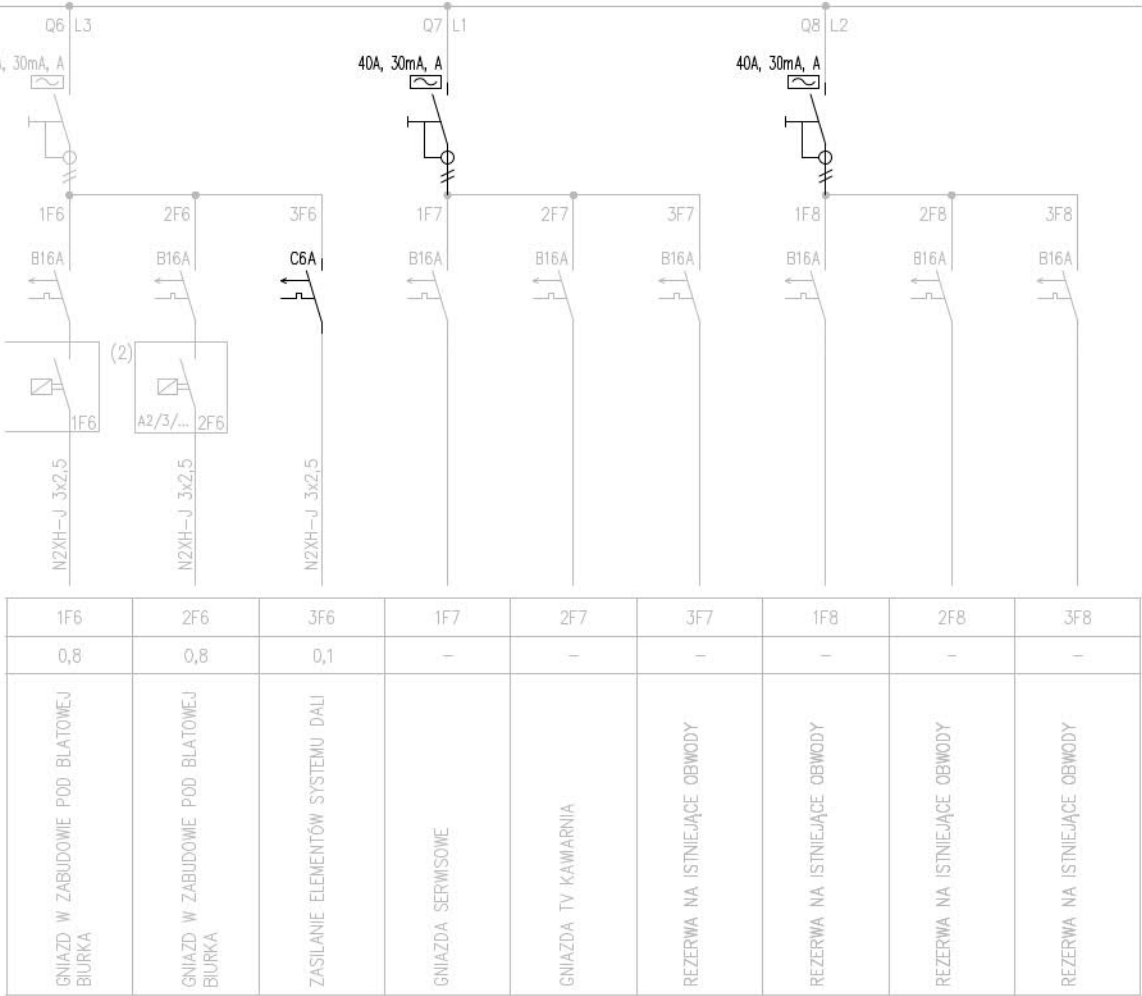 Q6 L3
Q7 L1
Q8 L2
, 30mA, A
40A, 30mA, A
40A, 30mA, A
1F6
2F6
3F6
1F7
2F7
3F7
1F8
2F8
3F8
B16A
B16A
C6A
B16A
B16A
B16A
B16A
B16A
B16A
(2)
1F6
A2/3/... 2F6
N2XH-J 3x2,5
N2XH-J 3x2,5
N2XH-J 3x2,5
1F6
2F6
3F6
1F7
2F7
3F7
1F8
2F8
3F8
0,8
0,8
0,1
-
-
-
-
-
-
GNIAZD W ZABUDOWIE POD BLATOWEJ
BIURKA
GNIAZD W ZABUDOWE POD BLATOWEJ
BIURKA
ZASILANIE ELEMENTÓW SYSTEMU DALI
GNIAZDA SERWISOWE
GNIAZDA TV KAWIARNIA
REZERWA NA ISTNIEJĄCE OBWODY
REZERWA NA ISTNIEJĄCE OBWODY
REZERWA NA ISTNIEJĄCE OBWODY
REZERWA NA ISTNIEJĄCE OBWODY